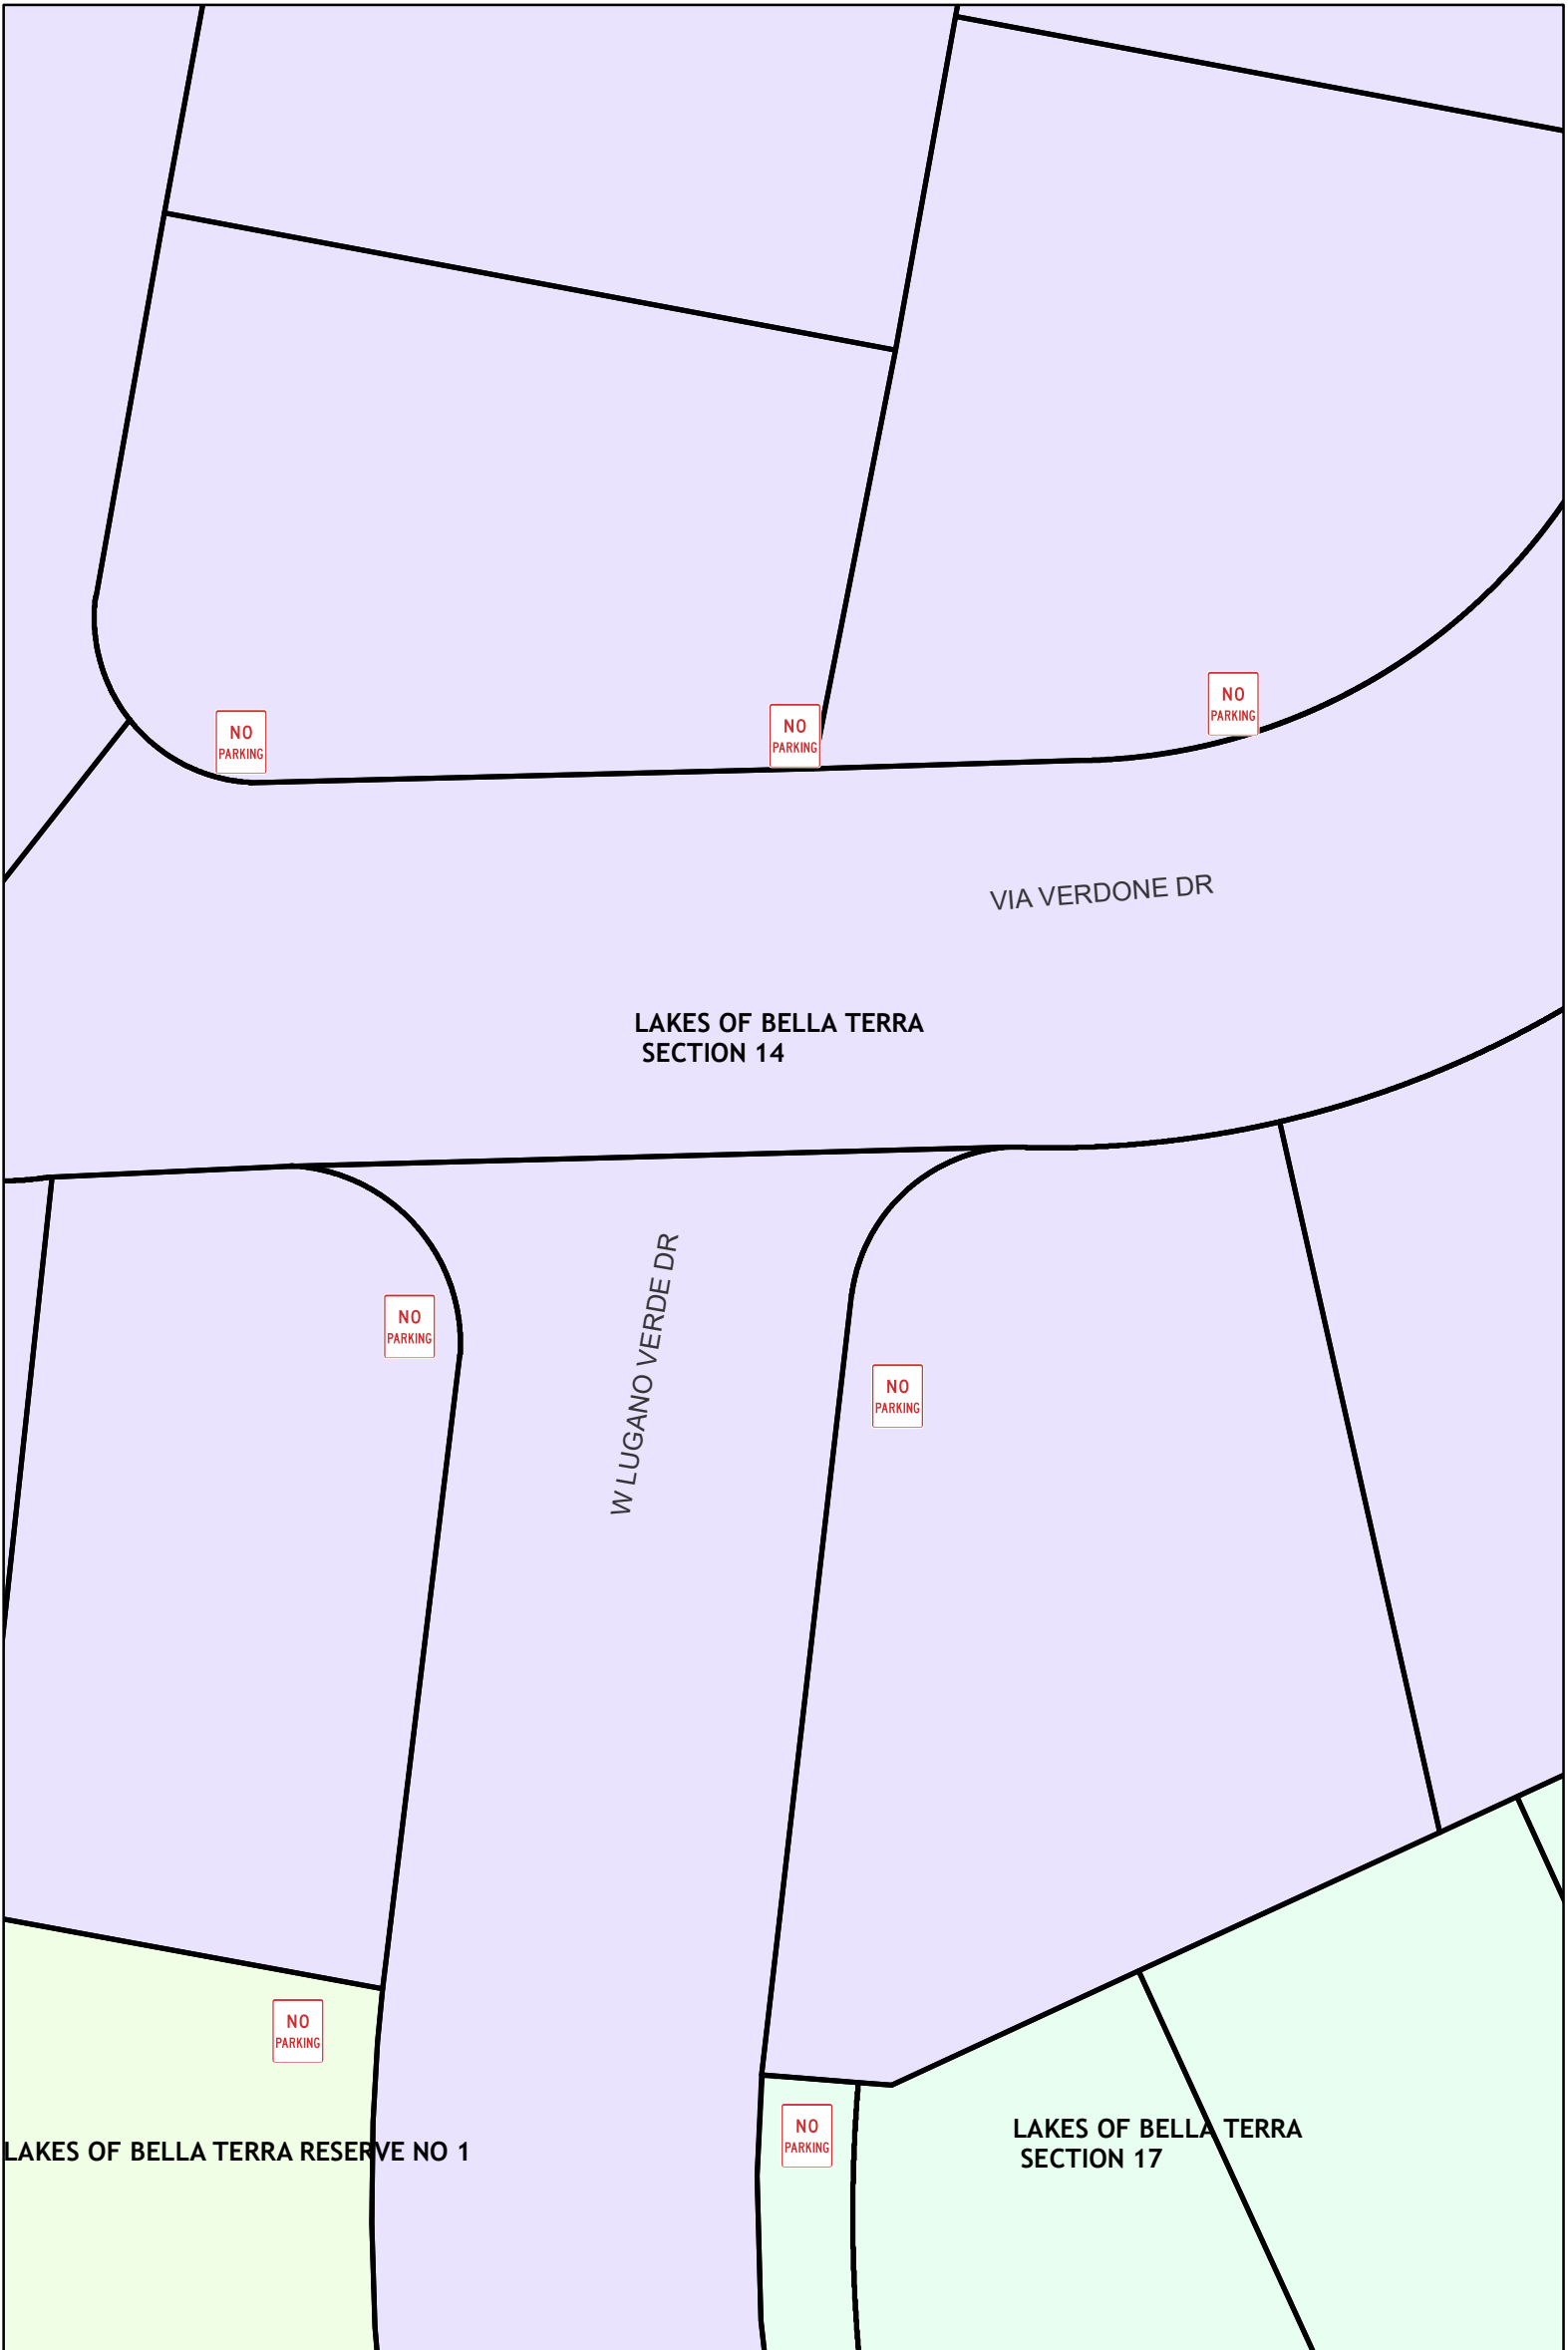 NO
PARKING
NO
PARKING
NO
PARKING
VIA VERDONE DR
LAKES OF BELLA TERRA
SECTION 14
W LUGANO VERDE DR
NO
PARKING
NO
PARKING
NO
PARKING
NO
PARKING
LAKES OF BELLA TERRA
SECTION 17
LAKES OF BELLA TERRA RESERVE NO 1